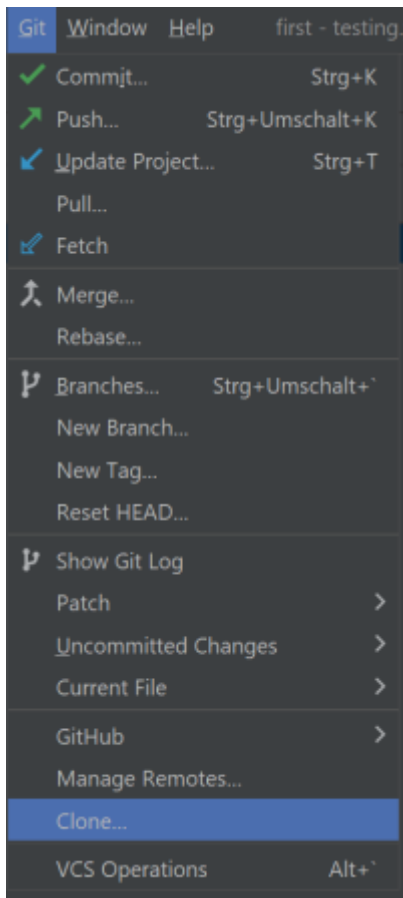 Git Window Help first - testing.
Commit... Strg+K
Push... Strg+Umschalt+K
Update Project... Strg+T
Pull...
Fetch
Merge...
Rebase...
Branches... Strg+Umschalt+`
New Branch...
New Tag...
Reset HEAD...
Show Git Log
Patch
Uncommitted Changes
Current File
GitHub
Manage Remotes...
Clone...
VCS Operations Alt+`